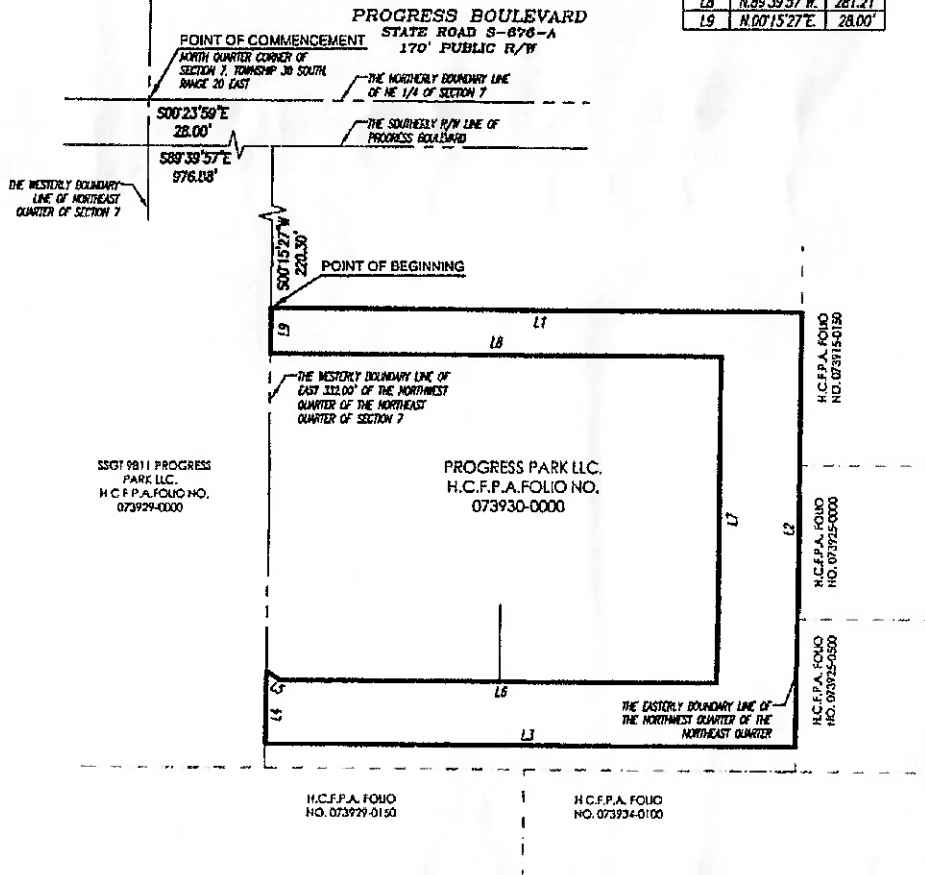 PROGRESS BOULEVARD
STATE ROAD S-676-A
170' PUBLIC R/W
L8 N.89°39'57"W. 281.21'
L9 N.00°15'27"E. 28.00'
POINT OF COMMENCEMENT
NORTH QUARTER CORNER OF
SECTION 7, TOWNSHIP 30 SOUTH,
RANGE 20 EAST
THE NORTHERLY BOUNDARY LINE
OF NE 1/4 OF SECTION 7
S00°23'59"E
28.00'
THE SOUTHERLY R/W LINE OF
PROGRESS BOULEVARD
S89°39'57"E
976.08'
THE WESTERLY BOUNDARY
LINE OF NORTHEAST
QUARTER OF SECTION 7
S00°15'27"W
220.30'
POINT OF BEGINNING
L1
L9
L8
THE WESTERLY BOUNDARY LINE OF
EAST 332.00' OF THE NORTHWEST
QUARTER OF THE NORTHEAST
QUARTER OF SECTION 7
H.C.F.P.A. FOLIO
NO. 073915-0150
SSGT 9811 PROGRESS
PARK LLC.
H.C.F.P.A.FOLIO NO.
073929-0000
PROGRESS PARK LLC.
H.C.F.P.A.FOLIO NO.
073930-0000
L7
L2
H.C.F.P.A. FOLIO
NO. 073925-0000
H.C.F.P.A. FOLIO
NO. 073925-0500
L5
L6
L4
L3
THE EASTERLY BOUNDARY LINE OF
THE NORTHWEST QUARTER OF THE
NORTHEAST QUARTER
H.C.F.P.A. FOLIO
NO. 073929-0150
H.C.F.P.A. FOLIO
NO. 073934-0100